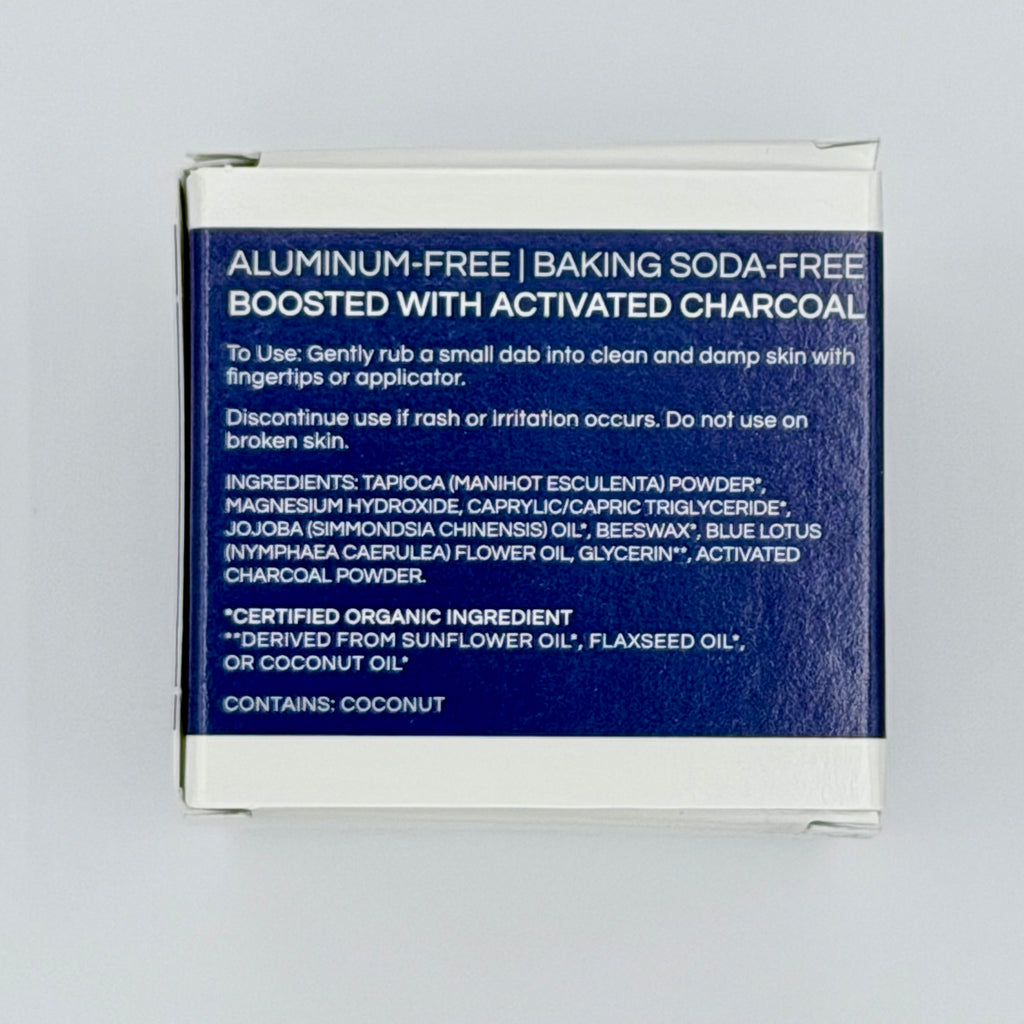 ALUMINUM-FREE | BAKING SODA-FREE
BOOSTED WITH ACTIVATED CHARCOAL
To Use: Gently rub a small dab into clean and damp skin with
fingertips or applicator.
Discontinue use if rash or irritation occurs. Do not use on
broken skin.
INGREDIENTS: TAPIOCA (MANIHOT ESCULENTA) POWDER*,
MAGNESIUM HYDROXIDE, CAPRYLIC/CAPRIC TRIGLYCERIDE*,
JOJOBA (SIMMONDSIA CHINENSIS) OIL*, BEESWAX*, BLUE LOTUS
(NYMPHAEA CAERULEA) FLOWER OIL, GLYCERIN**, ACTIVATED
CHARCOAL POWDER.
*CERTIFIED ORGANIC INGREDIENT
**DERIVED FROM SUNFLOWER OIL*, FLAXSEED OIL*,
OR COCONUT OIL*
CONTAINS: COCONUT